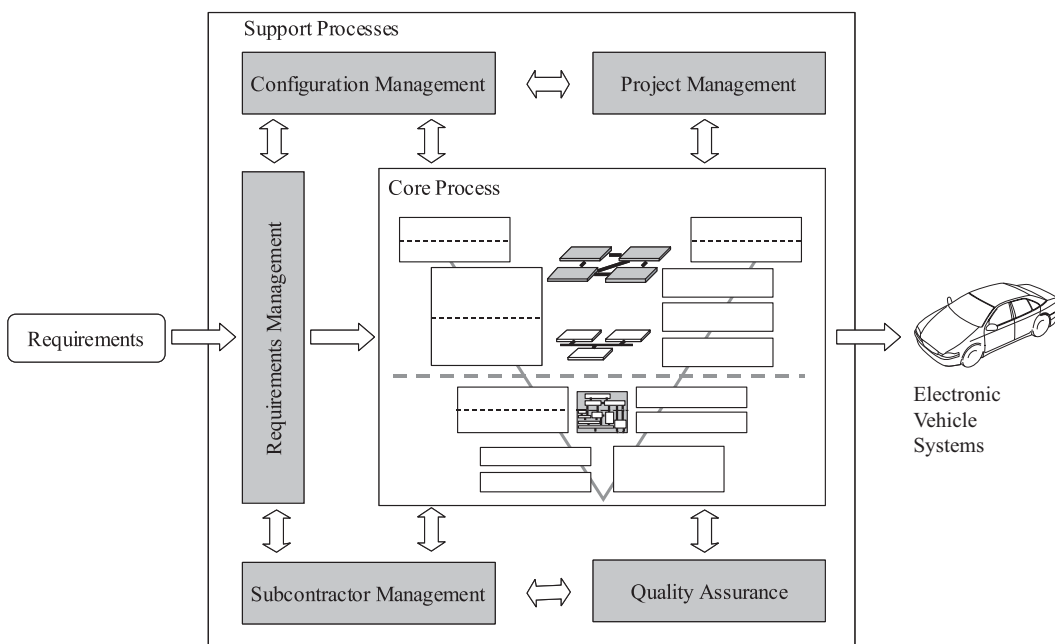 Support Processes
Configuration Management
Project Management
Core Process
Requirements Management
Requirements
Electronic
Vehicle
Systems
Subcontractor Management
Quality Assurance